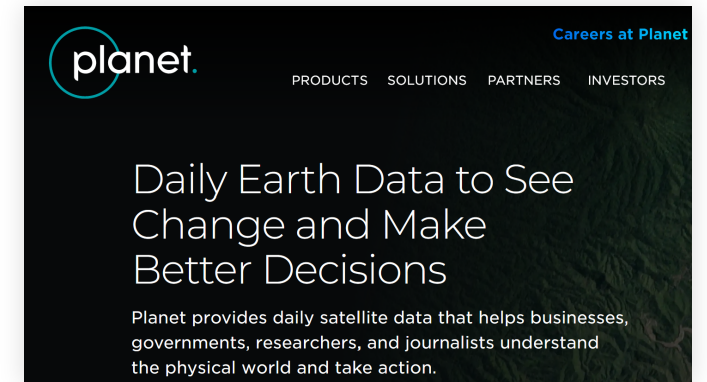 Careers at Planet
planet.
PRODUCTS SOLUTIONS PARTNERS INVESTORS
Daily Earth Data to See
Change and Make
Better Decisions
Planet provides daily satellite data that helps businesses,
governments, researchers, and journalists understand
the physical world and take action.